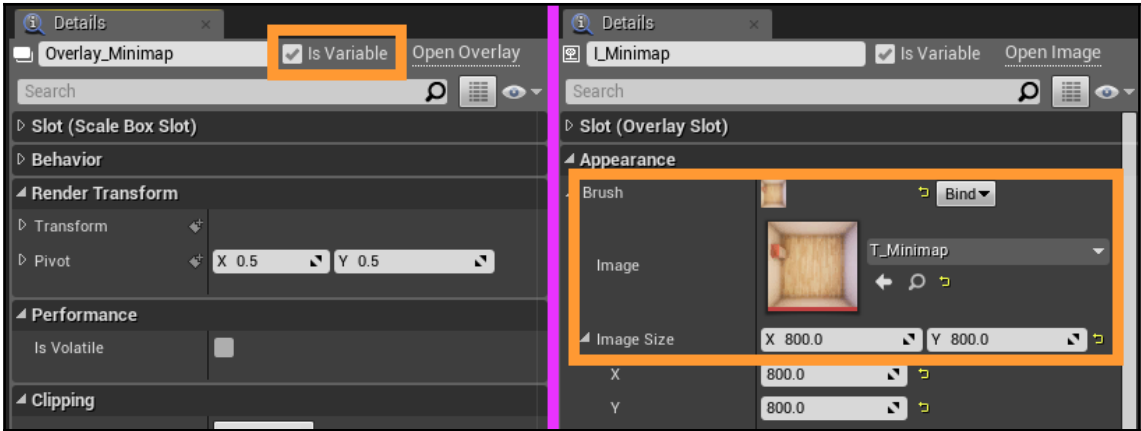 Details
Overlay_Minimap
Is Variable
Open Overlay
Search
Slot (Scale Box Slot)
Behavior
Render Transform
Transform
Pivot
X 0.5
Y 0.5
Performance
Is Volatile
Clipping
Details
I_Minimap
Is Variable
Open Image
Search
Slot (Overlay Slot)
Appearance
Brush
Bind
Image
T_Minimap
Image Size
X 800.0
Y 800.0
X
800.0
Y
800.0